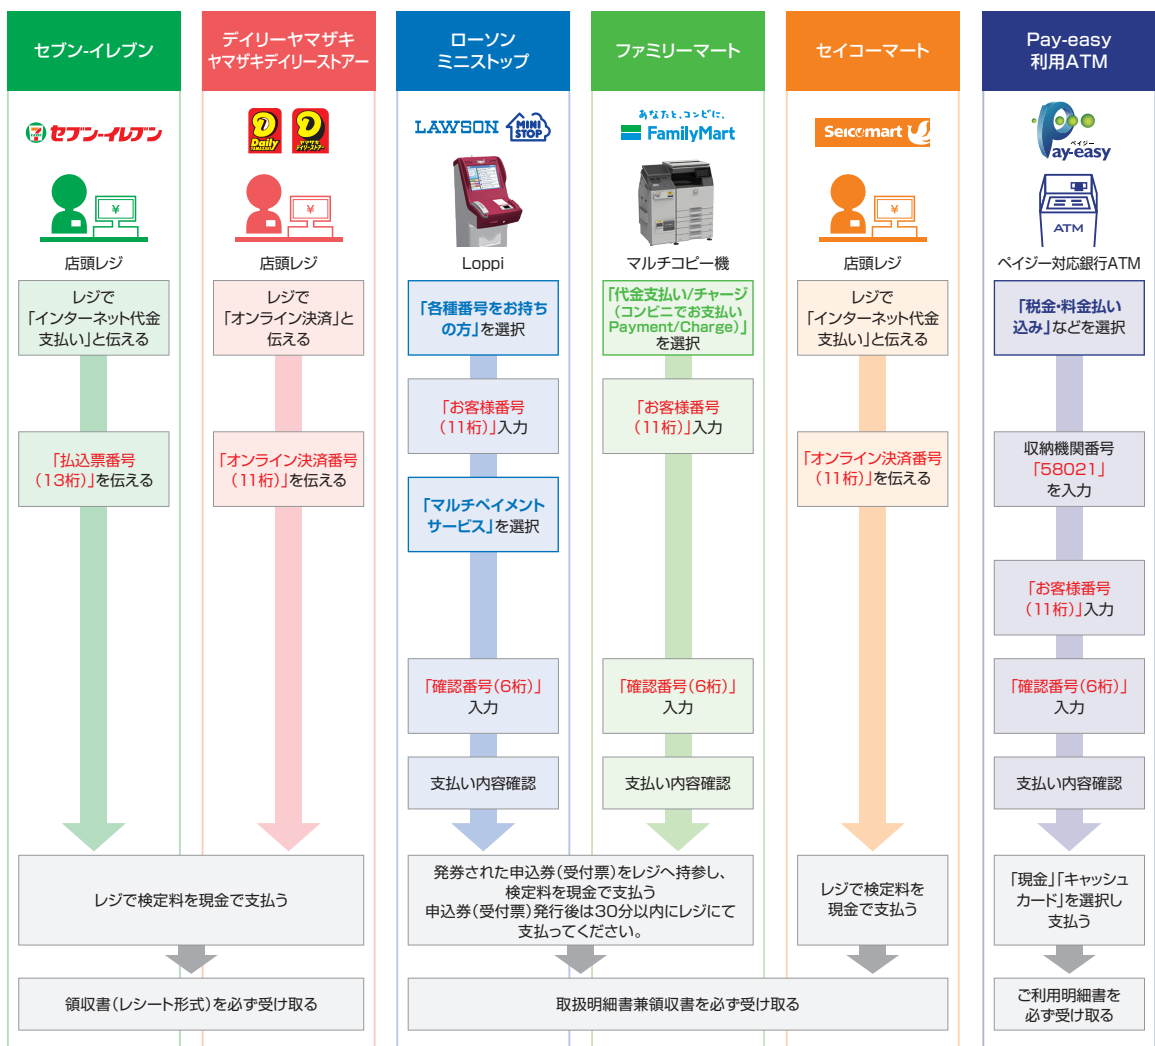 セブン-イレブン
デイリーヤマザキ
ヤマザキデイリーストアー
ローソン
ミニストップ
ファミリーマート
セイコーマート
Pay-easy
利用ATM
セブン-イレブン
Daily
YAMAZAKI
ヤマザキ
デイリーストアー
LAWSON
MINI
STOP
あなたと、コンビに、
FamilyMart
Seicomart
ペイジー
Pay-easy
¥
¥
¥
ATM
店頭レジ
店頭レジ
Loppi
マルチコピー機
店頭レジ
ペイジー対応銀行ATM
レジで
「インターネット代金
支払い」と伝える
「払込票番号
(13桁)」を伝える
レジで
「オンライン決済」と
伝える
「オンライン決済番号
(11桁)」を伝える
「各種番号をお持ち
の方」を選択
「お客様番号
(11桁)」入力
「マルチペイメント
サービス」を選択
「確認番号(6桁)」
入力
支払い内容確認
「代金支払い/チャージ
(コンビニでお支払い
Payment/Charge)」
を選択
「お客様番号
(11桁)」入力
「確認番号(6桁)」
入力
支払い内容確認
レジで
「インターネット代金
支払い」と伝える
「オンライン決済番号
(11桁)」を伝える
「税金・料金払い
込み」などを選択
収納機関番号
「58021」
を入力
「お客様番号
(11桁)」入力
「確認番号(6桁)」
入力
支払い内容確認
レジで検定料を現金で支払う
発券された申込券(受付票)をレジへ持参し、
検定料を現金で支払う
申込券(受付票)発行後は30分以内にレジにて
支払ってください。
レジで検定料を
現金で支払う
「現金」「キャッシュ
カード」を選択し
支払う
領収書(レシート形式)を必ず受け取る
取扱明細書兼領収書を必ず受け取る
ご利用明細書を
必ず受け取る